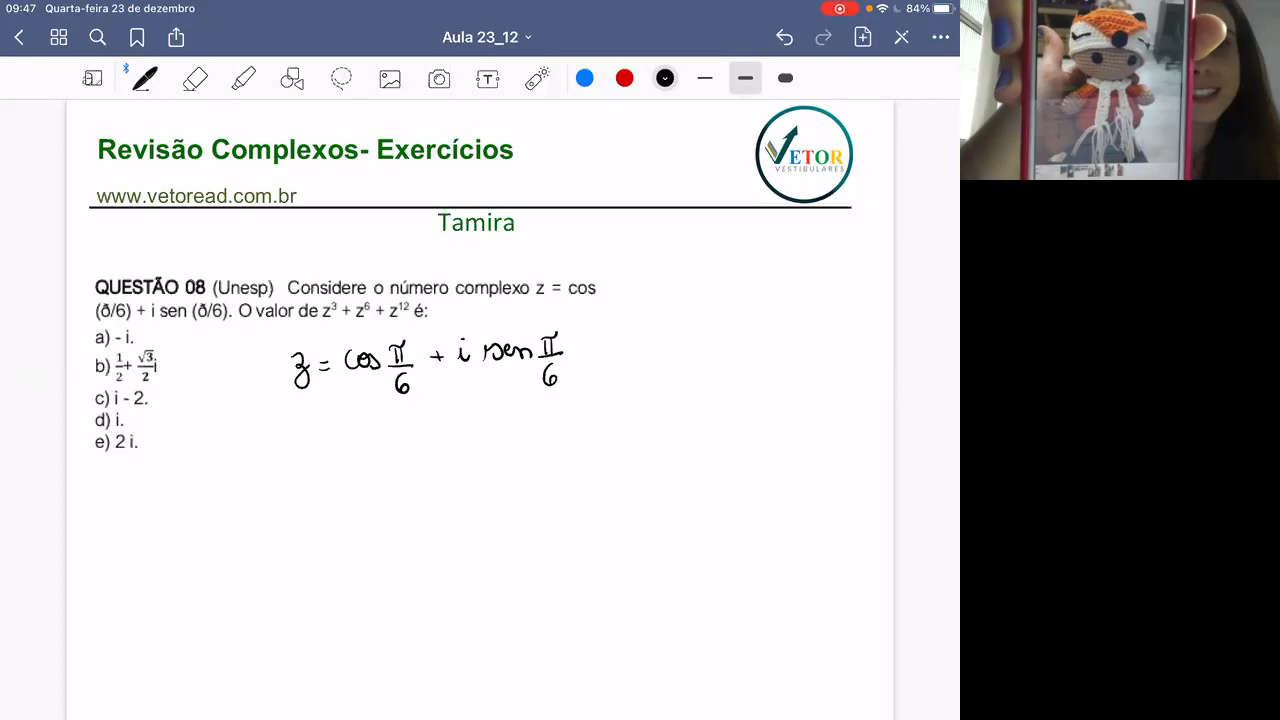 09:47 Quarta-feira 23 de dezembro
84%
Aula 23_12
T
Revisão Complexos- Exercícios
VETOR
VESTIBULARES
www.vetoread.com.br
Tamira
QUESTÃO 08 (Unesp) Considere o número complexo z = cos
(ð/6) + i sen (ð/6). O valor de z³ + z⁶ + z¹² é:
a) - i.
b) 1/2 + √3/2 i
c) i - 2.
d) i.
e) 2 i.
z = cos π/6 + i sen π/6